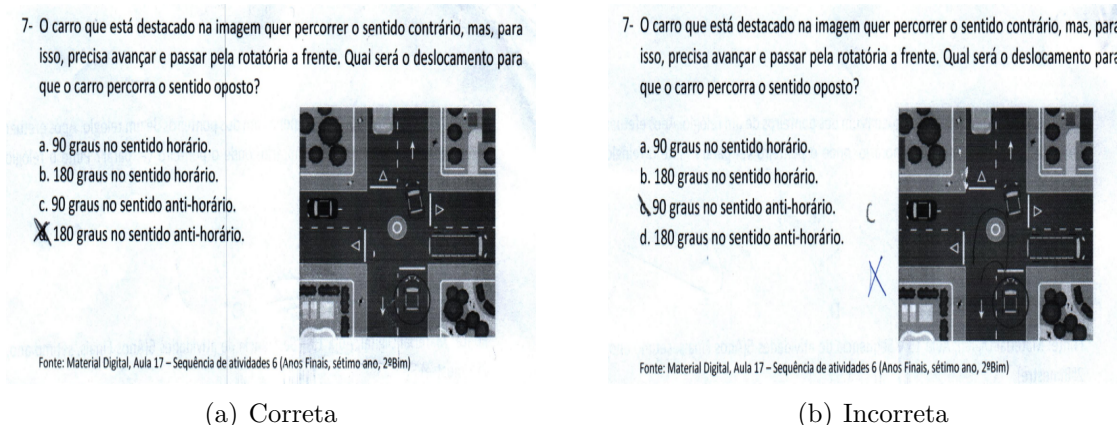 7- O carro que está destacado na imagem quer percorrer o sentido contrário, mas, para
isso, precisa avançar e passar pela rotatória a frente. Qual será o deslocamento para
que o carro percorra o sentido oposto?
a. 90 graus no sentido horário.
b. 180 graus no sentido horário.
c. 90 graus no sentido anti-horário.
180 graus no sentido anti-horário.
Fonte: Material Digital, Aula 17 – Sequência de atividades 6 (Anos Finais, sétimo ano, 2ºBim)
(a) Correta
7- O carro que está destacado na imagem quer percorrer o sentido contrário, mas, para
isso, precisa avançar e passar pela rotatória a frente. Qual será o deslocamento para
que o carro percorra o sentido oposto?
a. 90 graus no sentido horário.
b. 180 graus no sentido horário.
c. 90 graus no sentido anti-horário.
C
d. 180 graus no sentido anti-horário.
X
Fonte: Material Digital, Aula 17 – Sequência de atividades 6 (Anos Finais, sétimo ano, 2ºBim)
(b) Incorreta